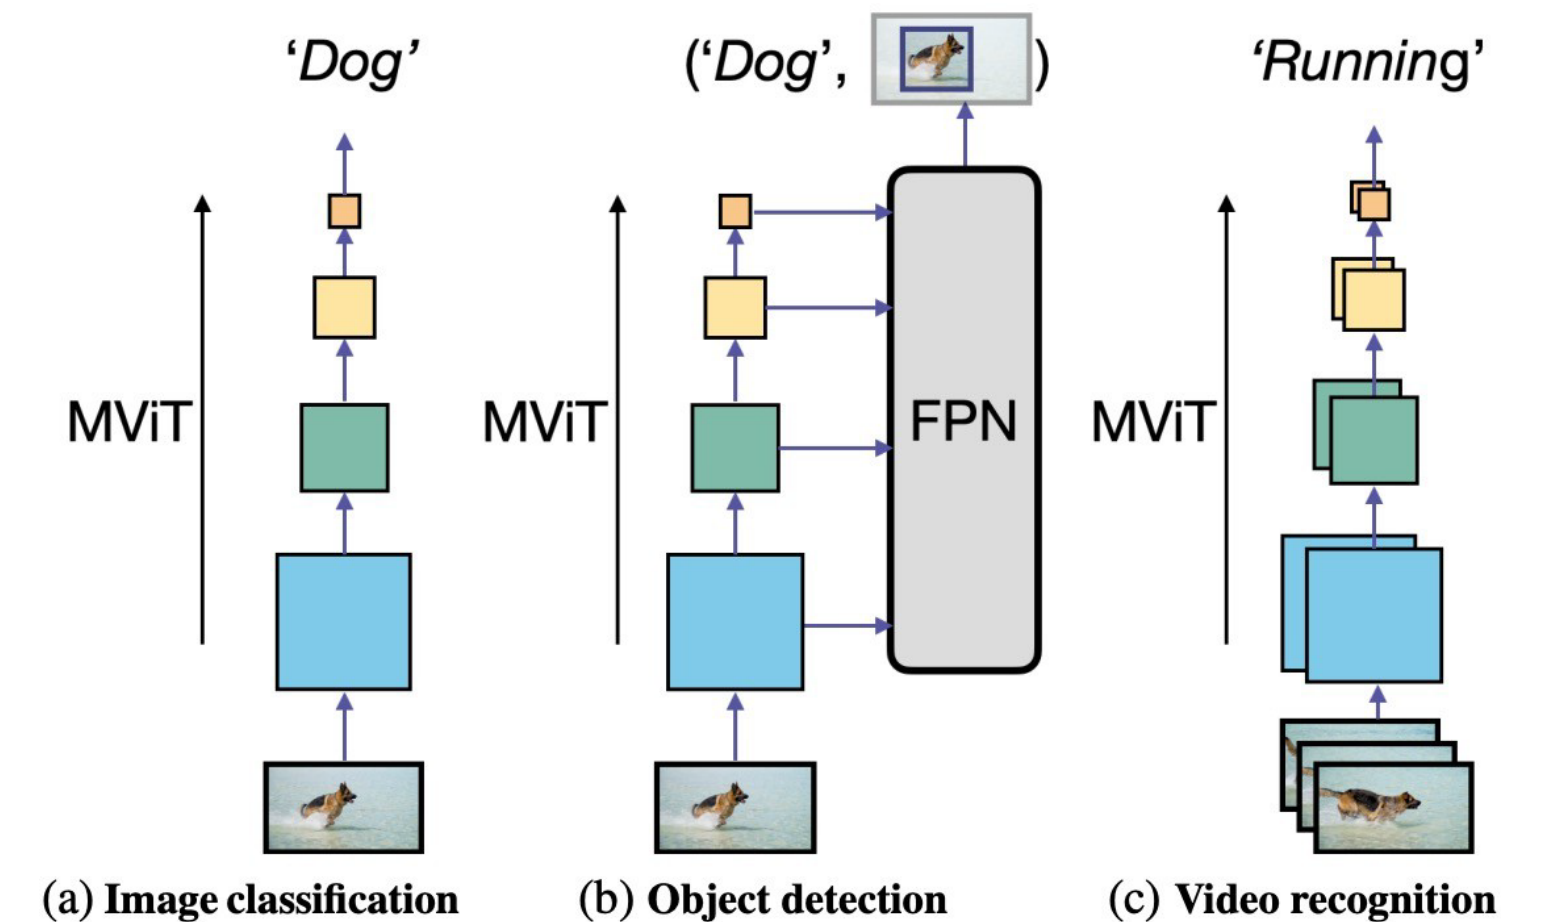 ‘Dog’
(‘Dog’, )
‘Running’
MViT
MViT
FPN
MViT
(a) Image classification
(b) Object detection
(c) Video recognition